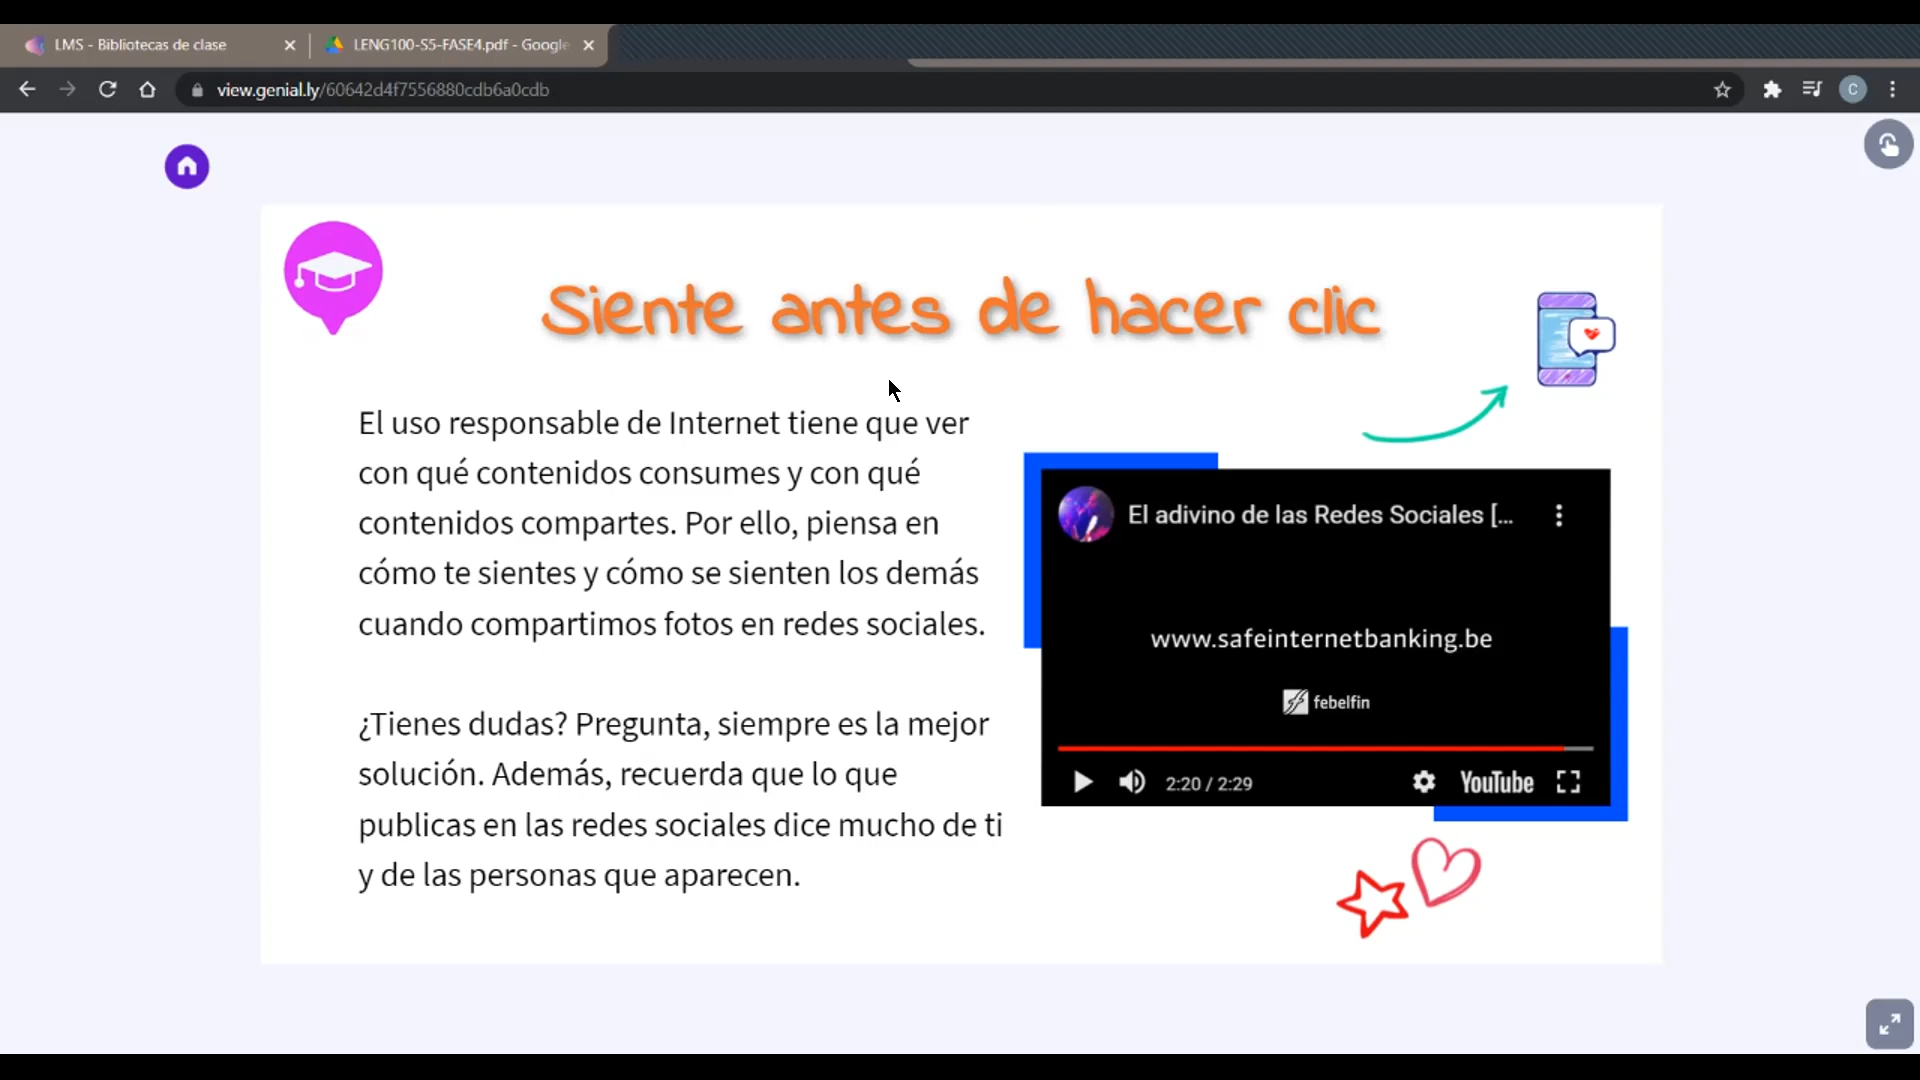 LMS - Bibliotecas de clase
LENG100-S5-FASE4.pdf - Google
view.genial.ly/60642d4f7556880cdb6a0cdb
C
Siente antes de hacer clic
El uso responsable de Internet tiene que ver
con qué contenidos consumes y con qué
contenidos compartes. Por ello, piensa en
cómo te sientes y cómo se sienten los demás
cuando compartimos fotos en redes sociales.
¿Tienes dudas? Pregunta, siempre es la mejor
solución. Además, recuerda que lo que
publicas en las redes sociales dice mucho de ti
y de las personas que aparecen.
El adivino de las Redes Sociales [...
www.safeinternetbanking.be
febelfin
2:20 / 2:29
YouTube